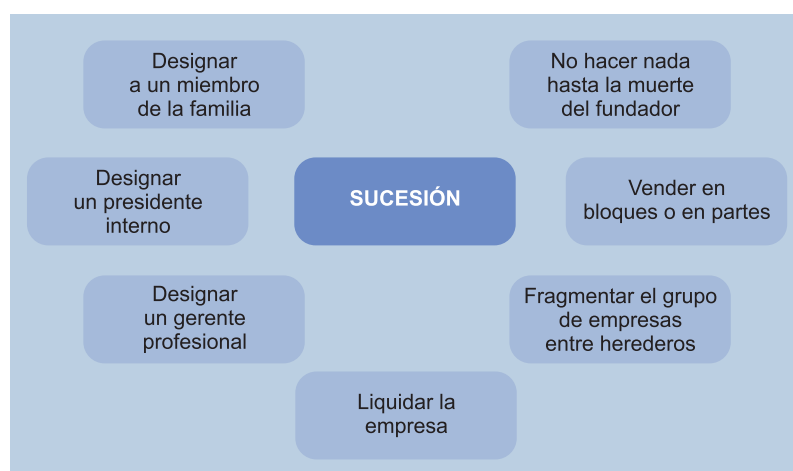 Designar
a un miembro
de la familia
No hacer nada
hasta la muerte
del fundador
Designar
un presidente
interno
SUCESIÓN
Vender en
bloques o en partes
Designar
un gerente
profesional
Fragmentar el grupo
de empresas
entre herederos
Liquidar la
empresa